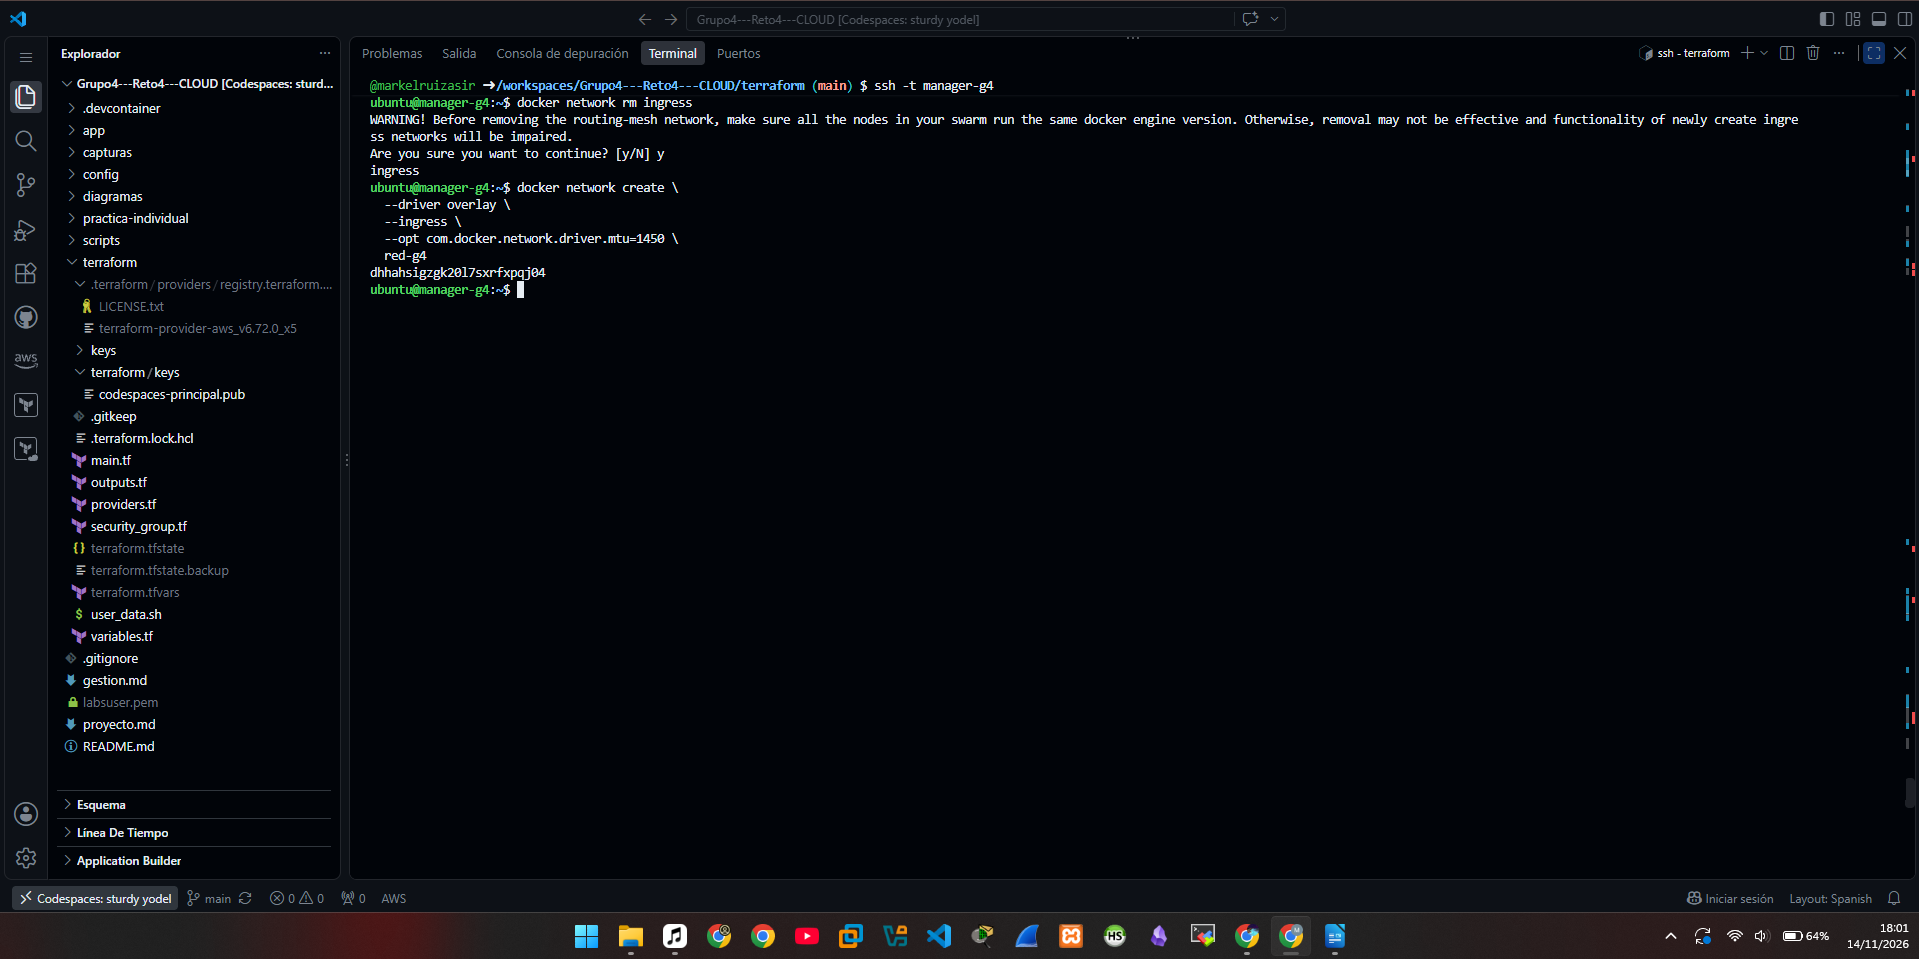 Grupo4---Reto4---CLOUD [Codespaces: sturdy yodel]
Explorador
Grupo4---Reto4---CLOUD [Codespaces: sturd...
.devcontainer
app
capturas
config
diagramas
practica-individual
scripts
terraform
.terraform / providers / registry.terraform....
LICENSE.txt
terraform-provider-aws_v6.72.0_x5
keys
terraform / keys
codespaces-principal.pub
.gitkeep
.terraform.lock.hcl
main.tf
outputs.tf
providers.tf
security_group.tf
terraform.tfstate
terraform.tfstate.backup
terraform.tfvars
user_data.sh
variables.tf
.gitignore
gestion.md
labsuser.pem
proyecto.md
README.md
Esquema
Línea De Tiempo
Application Builder
aws
Problemas Salida Consola de depuración Terminal Puertos
ssh - terraform
@markelruizasir ➜/workspaces/Grupo4---Reto4---CLOUD/terraform (main) $ ssh -t manager-g4
ubuntu@manager-g4:~$ docker network rm ingress
WARNING! Before removing the routing-mesh network, make sure all the nodes in your swarm run the same docker engine version. Otherwise, removal may not be effective and functionality of newly create ingre
ss networks will be impaired.
Are you sure you want to continue? [y/N] y
ingress
ubuntu@manager-g4:~$ docker network create \
--driver overlay \
--ingress \
--opt com.docker.network.driver.mtu=1450 \
red-g4
dhhahsigzgk20l7sxrfxpqj04
ubuntu@manager-g4:~$
Codespaces: sturdy yodel main 0 0 0 AWS
Iniciar sesión Layout: Spanish
HS
64%
18:01
14/11/2026